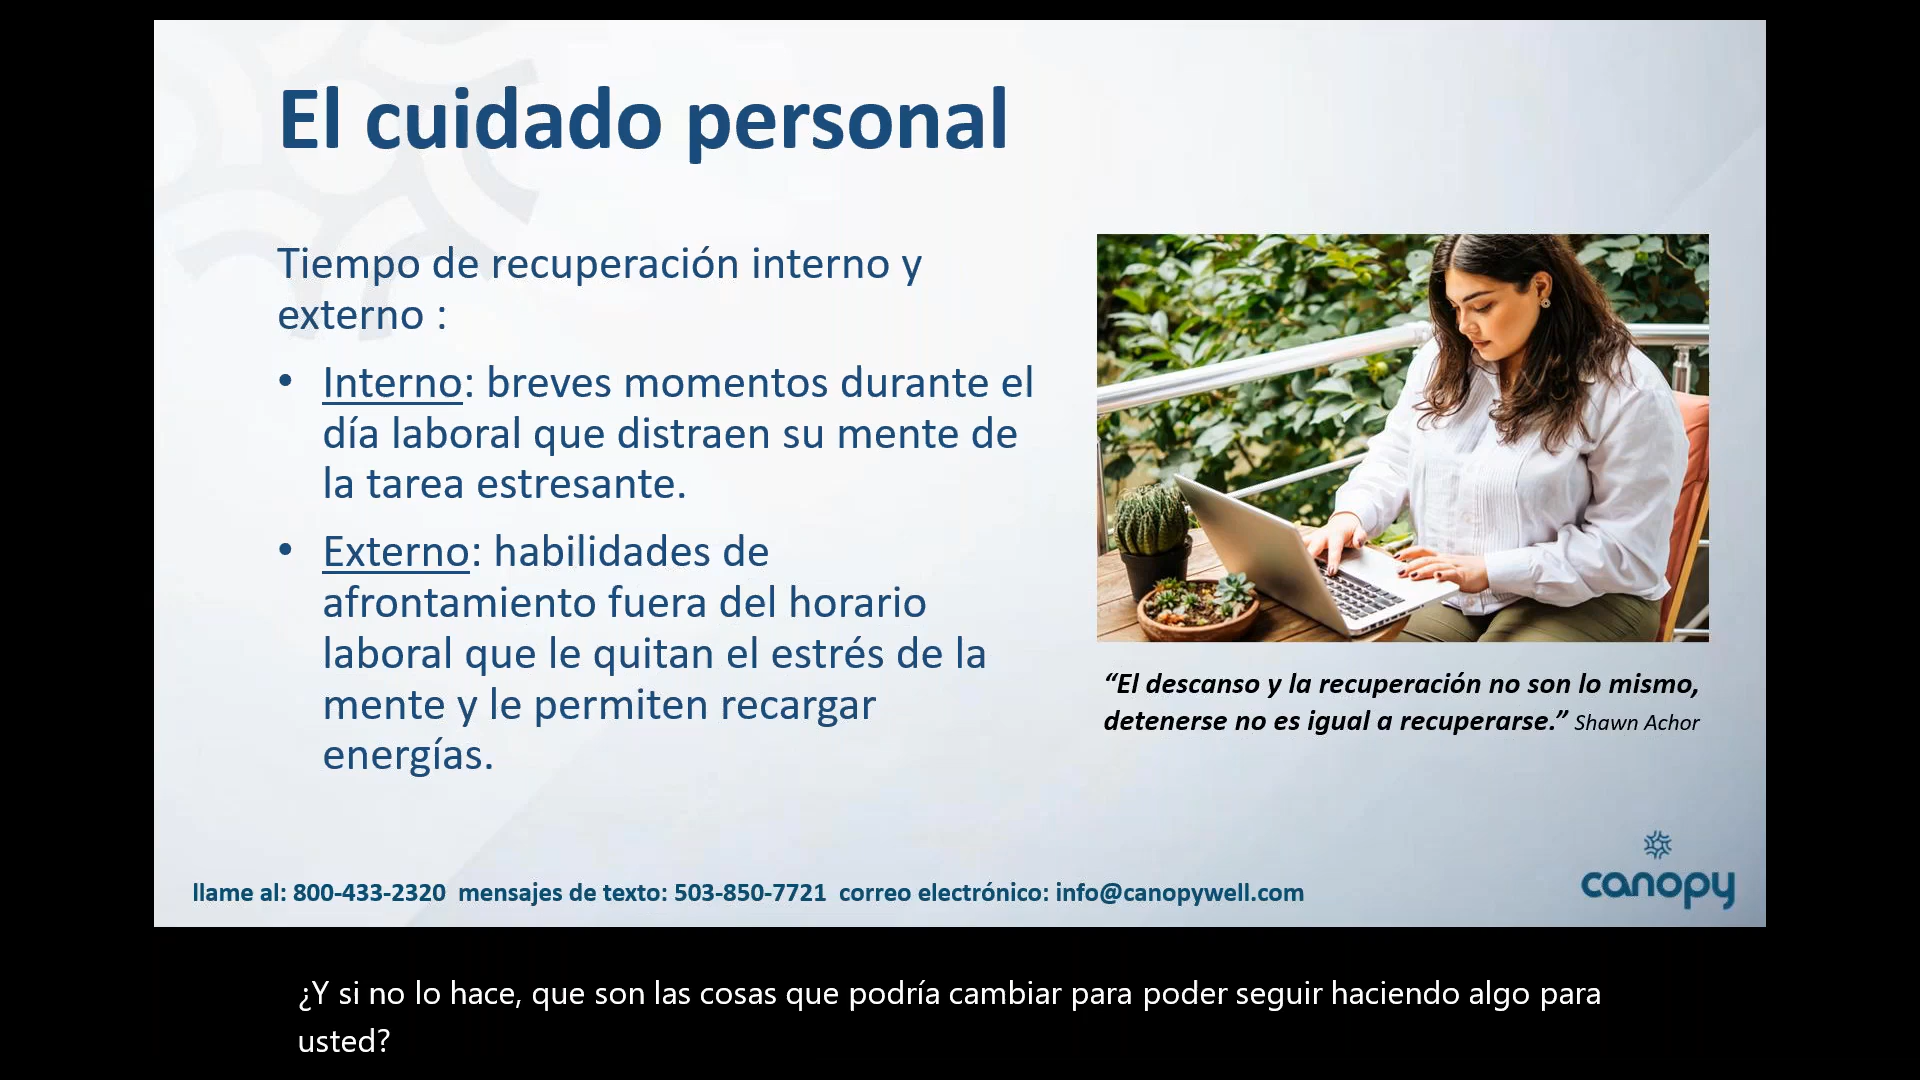 El cuidado personal
Tiempo de recuperación interno y
externo :
• Interno: breves momentos durante el
día laboral que distraen su mente de
la tarea estresante.
• Externo: habilidades de
afrontamiento fuera del horario
laboral que le quitan el estrés de la
mente y le permiten recargar
energías.
“El descanso y la recuperación no son lo mismo,
detenerse no es igual a recuperarse.” Shawn Achor
llame al: 800-433-2320 mensajes de texto: 503-850-7721 correo electrónico: info@canopywell.com
canopy
¿Y si no lo hace, que son las cosas que podría cambiar para poder seguir haciendo algo para
usted?